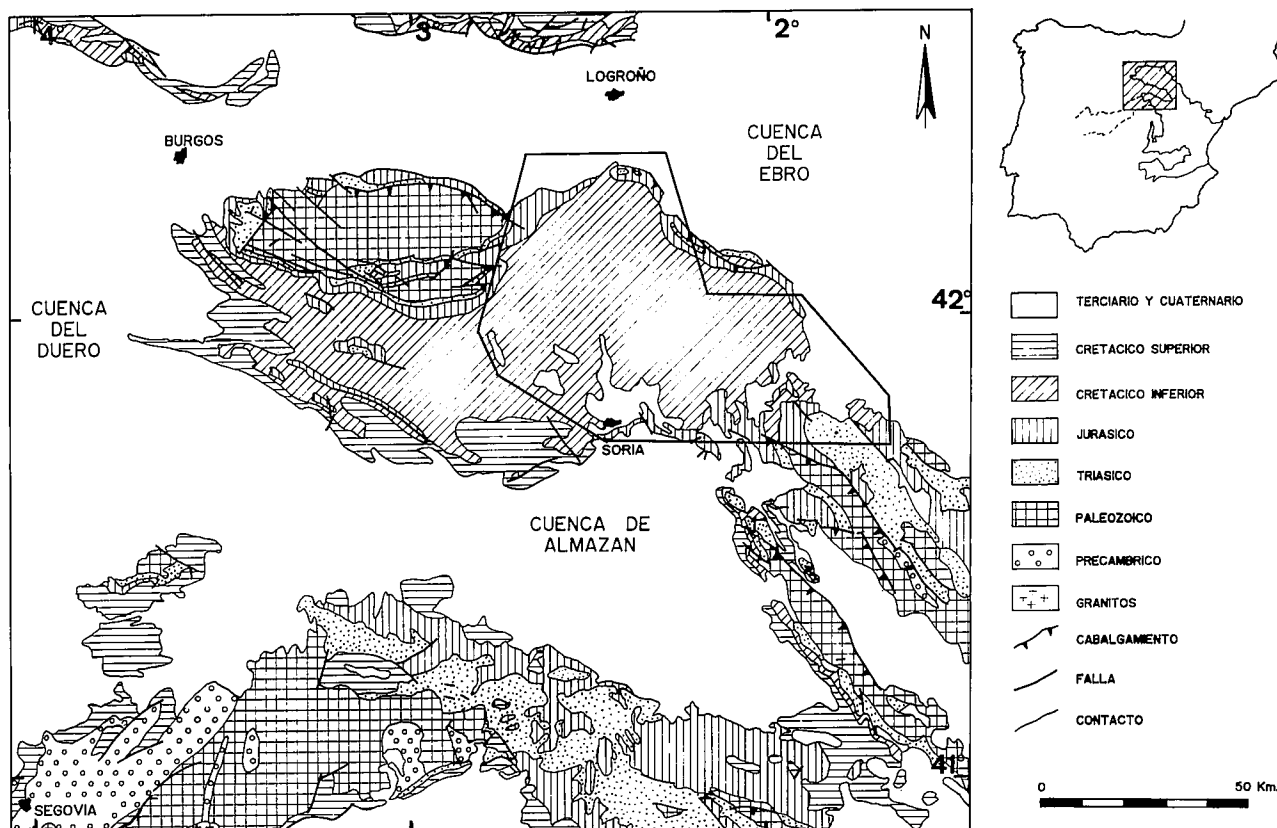 4°
3°
2°
N
LOGROÑO
BURGOS
CUENCA
DEL
EBRO
CUENCA
DEL
DUERO
42°
SORIA
CUENCA DE
ALMAZAN
41°
SEGOVIA
TERCIARIO Y CUATERNARIO
CRETACICO SUPERIOR
CRETACICO INFERIOR
JURASICO
TRIASICO
PALEOZOICO
PRECAMBRICO
GRANITOS
CABALGAMIENTO
FALLA
CONTACTO
0 50 Km.